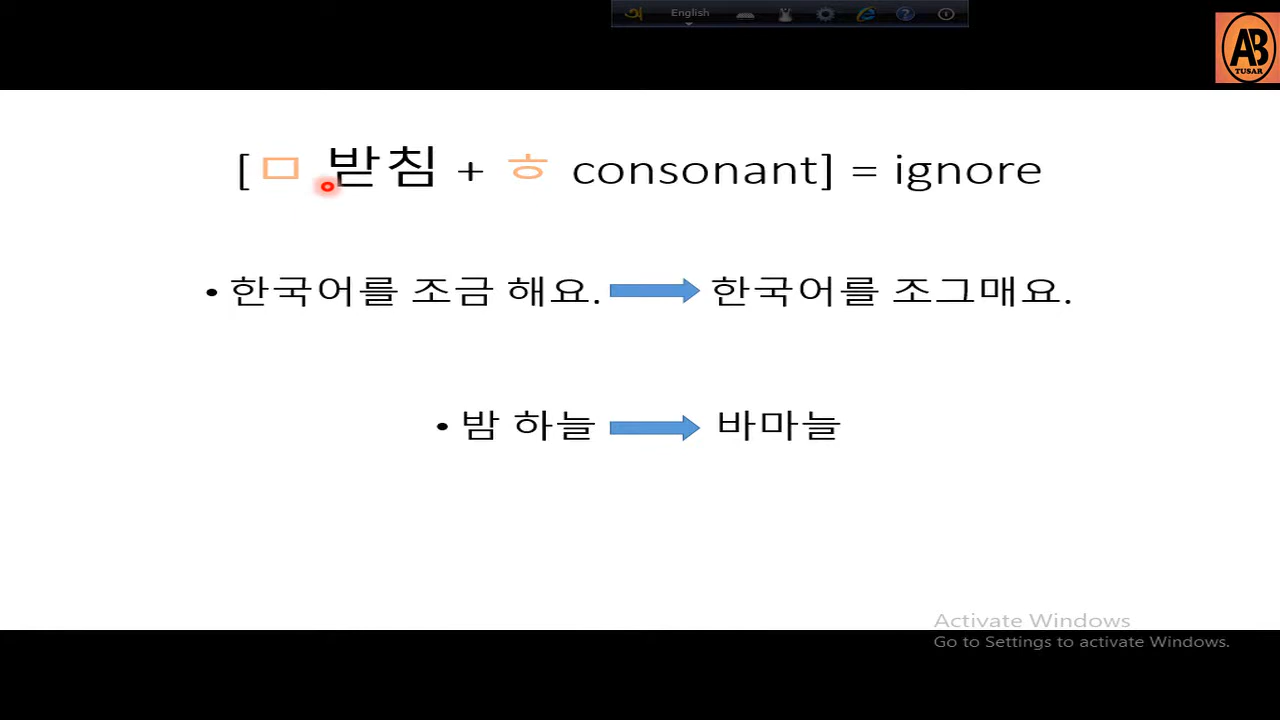 অ English
AB
TUSAR
[ㅁ 받침 + ㅎ consonant] = ignore
• 한국어를 조금 해요. 한국어를 조그매요.
• 밤 하늘 바마늘
Activate Windows
Go to Settings to activate Windows.